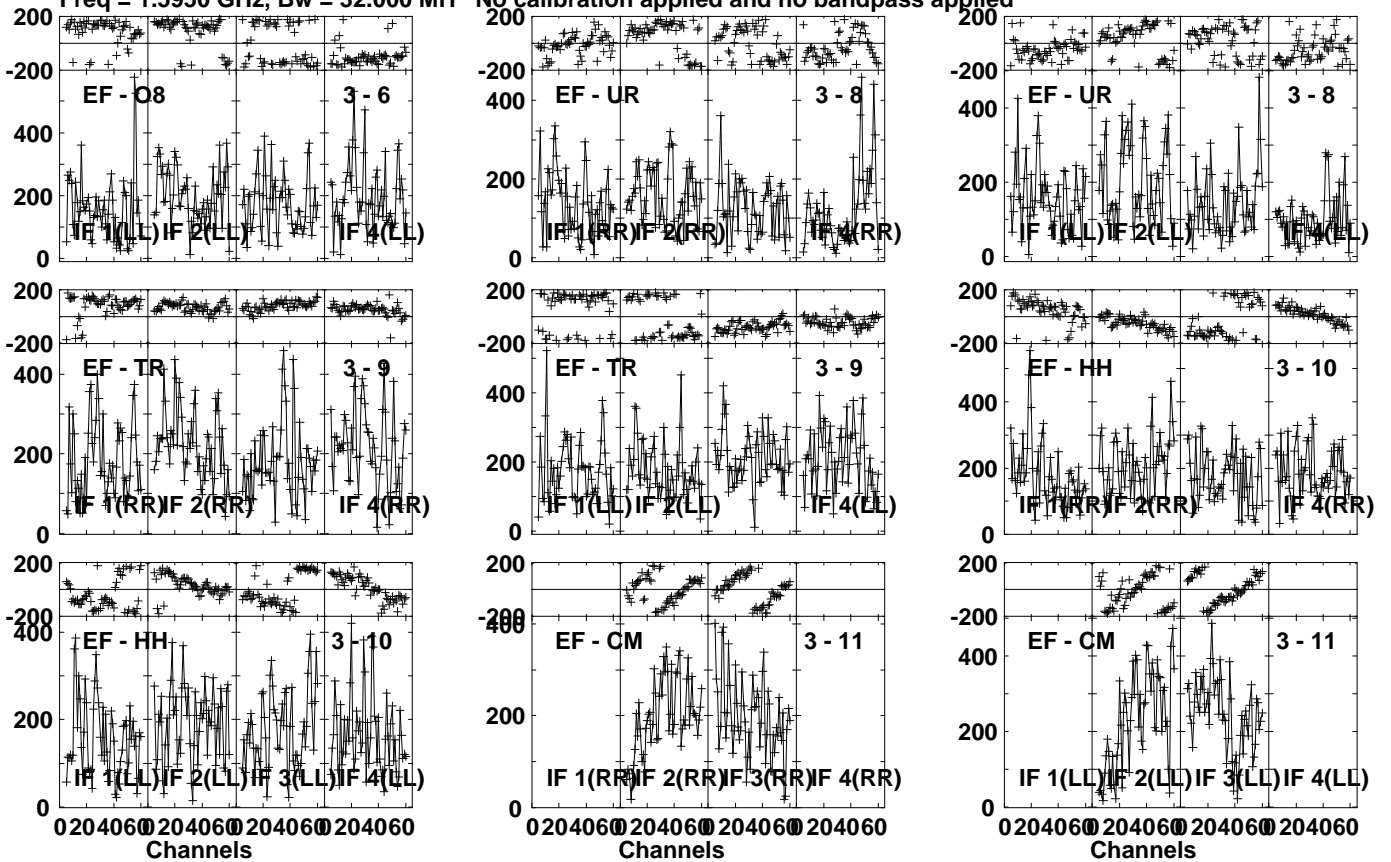 Freq = 1.5950 GHz, Bw = 32.000 MH No calibration applied and no bandpass applied
200 200 200
-200 -200 -200
EF - O8 3 - 6 EF - UR 3 - 8 EF - UR 3 - 8
400 400 400
200 200 200
IF 1(LL) IF 2(LL) IF 4(LL) IF 1(RR) IF 2(RR) IF 4(RR) IF 1(LL) IF 2(LL) IF 4(LL)
0 0 0
200 200 200
-200 -200 -200
EF - TR 3 - 9 EF - TR 3 - 9 EF - HH 3 - 10
400 400 400
200 200 200
IF 1(RR) IF 2(RR) IF 4(RR) IF 1(LL) IF 2(LL) IF 4(LL) IF 1(RR) IF 2(RR) IF 4(RR)
0 0 0
200 200 200
-200 -200 -200
400 400 400
EF - HH 3 - 10 EF - CM 3 - 11 EF - CM 3 - 11
200 200 200
IF 1(LL) IF 2(LL) IF 3(LL) IF 4(LL) IF 1(RR) IF 2(RR) IF 3(RR) IF 4(RR) IF 1(LL) IF 2(LL) IF 3(LL) IF 4(LL)
0 0 0
0 20 40 60 0 20 40 60 0 20 40 60 0 20 40 60 0 20 40 60 0 20 40 60 0 20 40 60 0 20 40 60 0 20 40 60 0 20 40 60 0 20 40 60 0 20 40 60
Channels Channels Channels